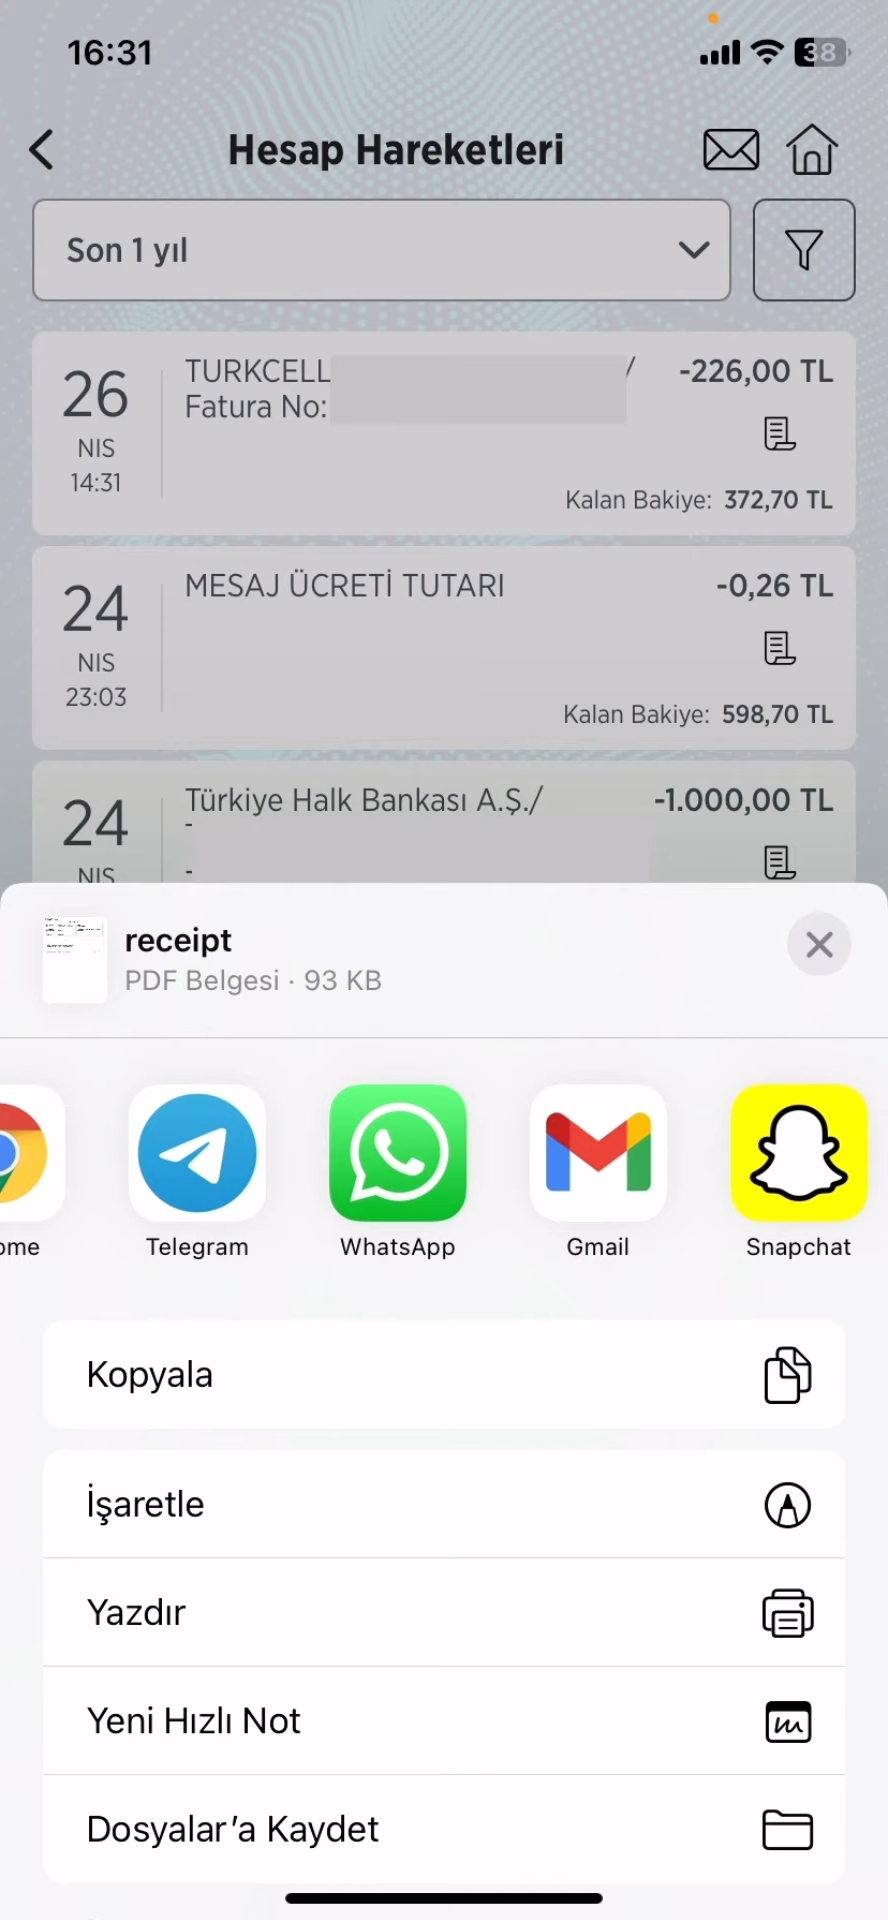 16:31
38
Hesap Hareketleri
Son 1 yıl
26
NIS
14:31
TURKCELL /
Fatura No:
-226,00 TL
Kalan Bakiye: 372,70 TL
24
NIS
23:03
MESAJ ÜCRETİ TUTARI
-0,26 TL
Kalan Bakiye: 598,70 TL
24
NIS
Türkiye Halk Bankası A.Ş./
-
-
-1.000,00 TL
receipt
PDF Belgesi · 93 KB
ome
Telegram
WhatsApp
Gmail
Snapchat
Kopyala
İşaretle
Yazdır
Yeni Hızlı Not
Dosyalar'a Kaydet